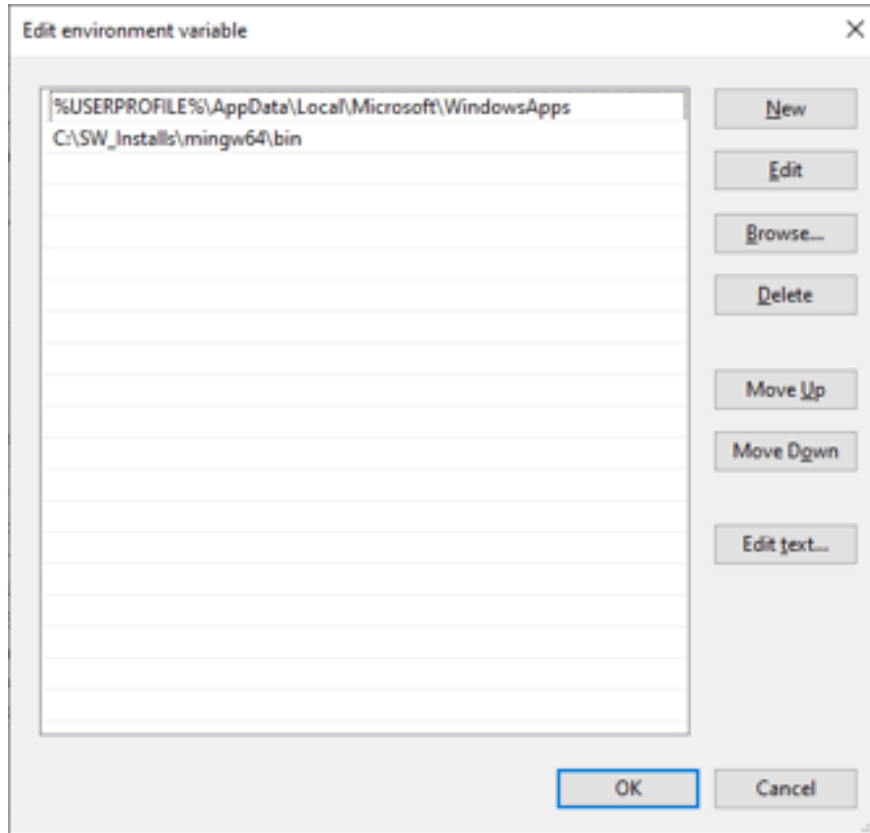 Edit environment variable
%USERPROFILE%\AppData\Local\Microsoft\WindowsApps
C:\SW_Installs\mingw64\bin
New
Edit
Browse...
Delete
Move Up
Move Down
Edit text...
OK
Cancel